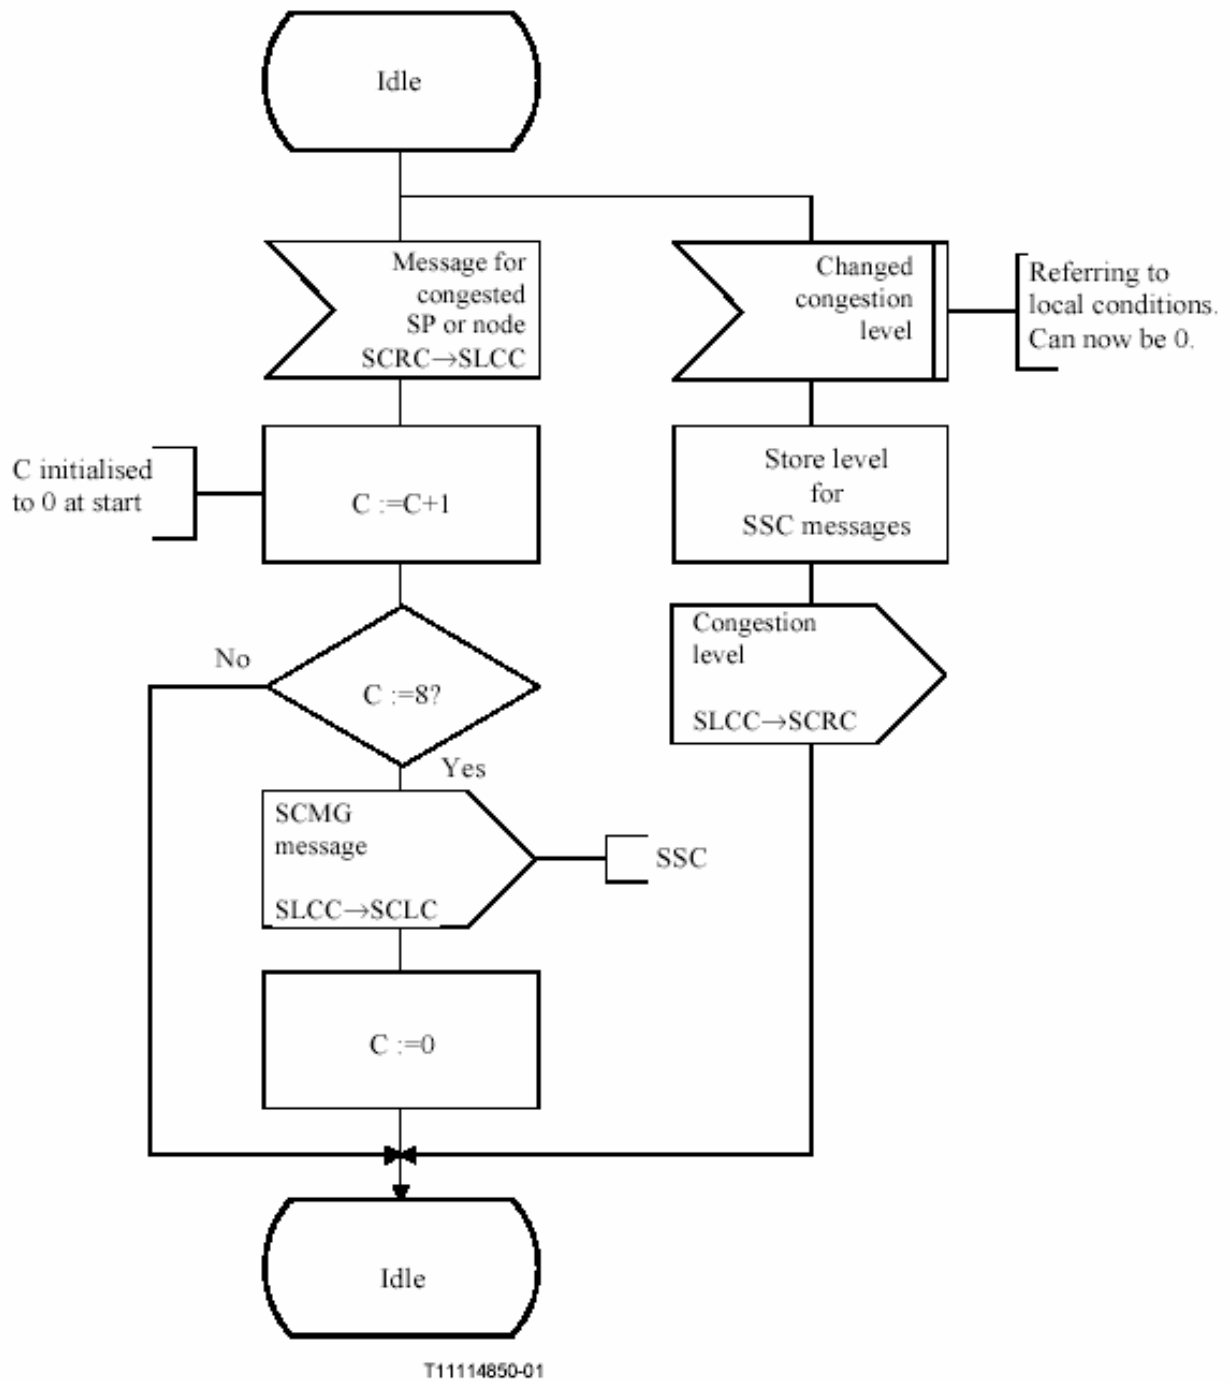 Idle
Message for
congested
SP or node
SCRC→SLCC
Changed
congestion
level
Referring to
local conditions.
Can now be 0.
C initialised
to 0 at start
C :=C+1
Store level
for
SSC messages
No
C :=8?
Yes
Congestion
level
SLCC→SCRC
SCMG
message
SLCC→SCLC
SSC
C :=0
Idle
T11114850-01